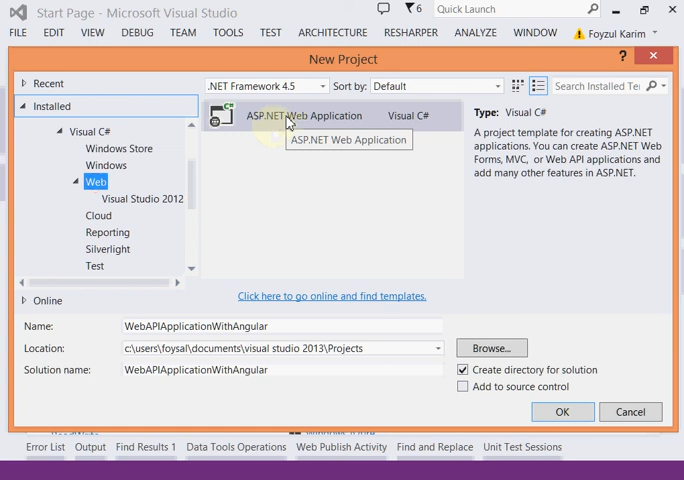 Start Page - Microsoft Visual Studio
6
Quick Launch
FILE EDIT VIEW DEBUG TEAM TOOLS TEST ARCHITECTURE RESHARPER ANALYZE WINDOW Foyzul Karim
New Project
?
Recent
.NET Framework 4.5 Sort by: Default Search Installed Te
Installed
Visual C#
Windows Store
Windows
Web
Visual Studio 2012
Cloud
Reporting
Silverlight
Test
Online
ASP.NET Web Application Visual C#
ASP.NET Web Application
Type: Visual C#
A project template for creating ASP.NET
applications. You can create ASP.NET Web
Forms, MVC, or Web API applications and
add many other features in ASP.NET.
Click here to go online and find templates.
Name: WebAPIApplicationWithAngular
Location: c:\users\foysal\documents\visual studio 2013\Projects Browse...
Solution name: WebAPIApplicationWithAngular
Create directory for solution
Add to source control
OK Cancel
Error List Output Find Results 1 Data Tools Operations Web Publish Activity Find and Replace Unit Test Sessions